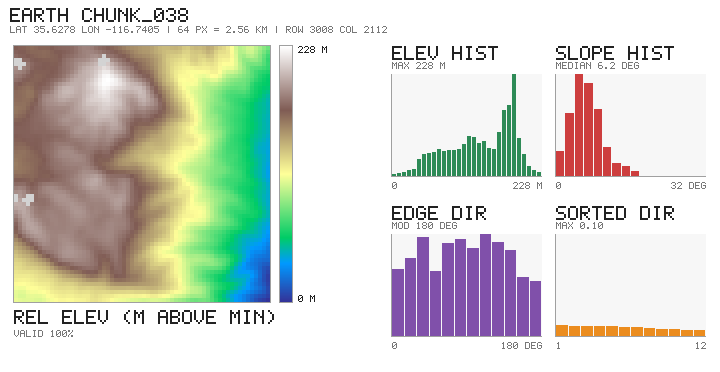 EARTH CHUNK_038
LAT 35.6278 LON -116.7405 | 64 PX = 2.56 KM | ROW 3008 COL 2112
228 M
0 M
REL ELEV (M ABOVE MIN)
VALID 100%
ELEV HIST
MAX 228 M
0 228 M
SLOPE HIST
MEDIAN 6.2 DEG
0 32 DEG
EDGE DIR
MOD 180 DEG
0 180 DEG
SORTED DIR
MAX 0.10
1 12